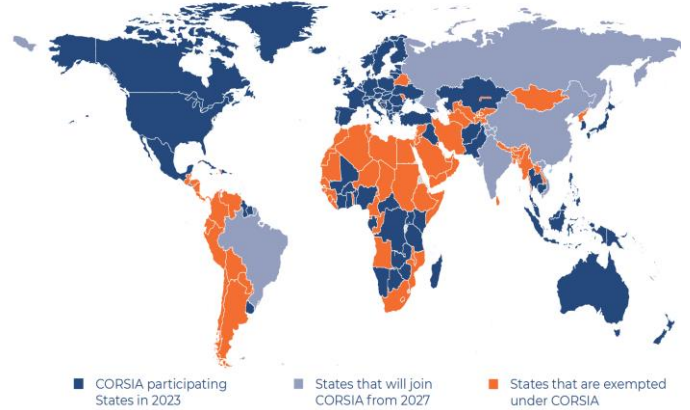 CORSIA participating
States in 2023
States that will join
CORSIA from 2027
States that are exempted
under CORSIA